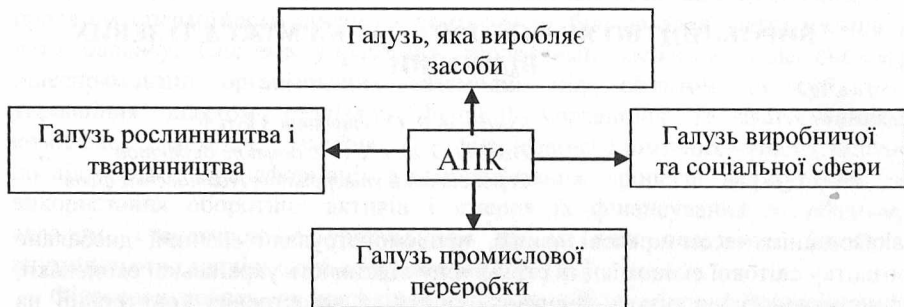 Галузь, яка виробляє
засоби
Галузь рослинництва і
тваринництва
АПК
Галузь виробничої
та соціальної сфери
Галузь промислової
переробки